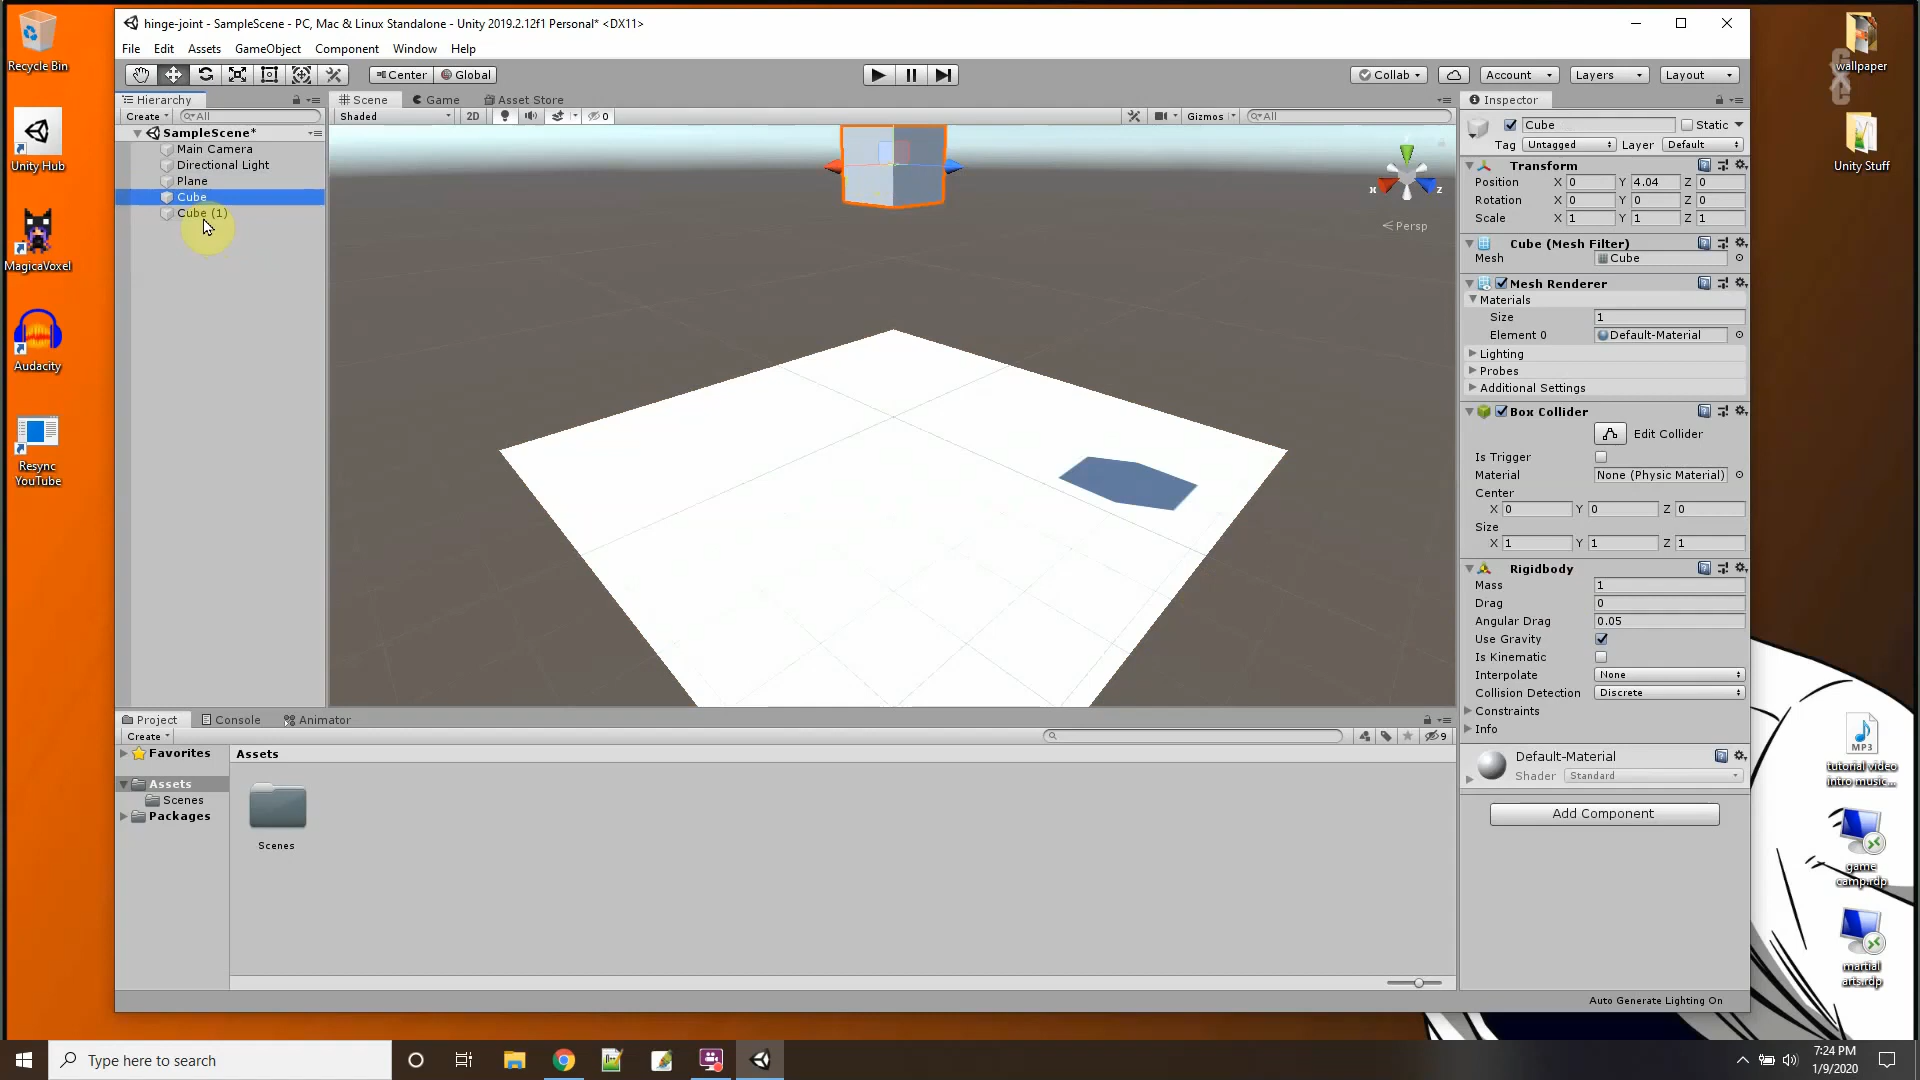 hinge-joint - SampleScene - PC, Mac & Linux Standalone - Unity 2019.2.12f1 Personal* <DX11>
File Edit Assets GameObject Component Window Help
Center Global
Collab Account Layers Layout
Hierarchy
Create All
SampleScene*
Main Camera
Directional Light
Plane
Cube
Cube (1)
Scene Game Asset Store
Shaded 2D 0 Gizmos All
x z
Persp
Inspector
Cube Static
Tag Untagged Layer Default
Transform
Position X 0 Y 4.04 Z 0
Rotation X 0 Y 0 Z 0
Scale X 1 Y 1 Z 1
Cube (Mesh Filter)
Mesh Cube
Mesh Renderer
Materials
Size 1
Element 0 Default-Material
Lighting
Probes
Additional Settings
Box Collider
Edit Collider
Is Trigger
Material None (Physic Material)
Center
X 0 Y 0 Z 0
Size
X 1 Y 1 Z 1
Rigidbody
Mass 1
Drag 0
Angular Drag 0.05
Use Gravity
Is Kinematic
Interpolate None
Collision Detection Discrete
Constraints
Info
Default-Material
Shader Standard
Add Component
Project Console Animator
Create 9
Favorites
Assets
Scenes
Packages
Assets
Scenes
Auto Generate Lighting On
Recycle Bin
Unity Hub
MagicaVoxel
Audacity
Resync
YouTube
wallpaper
Unity Stuff
MP3
tutorial video
intro music...
game
camp.rdp
martial
arts.rdp
Type here to search
7:24 PM
1/9/2020